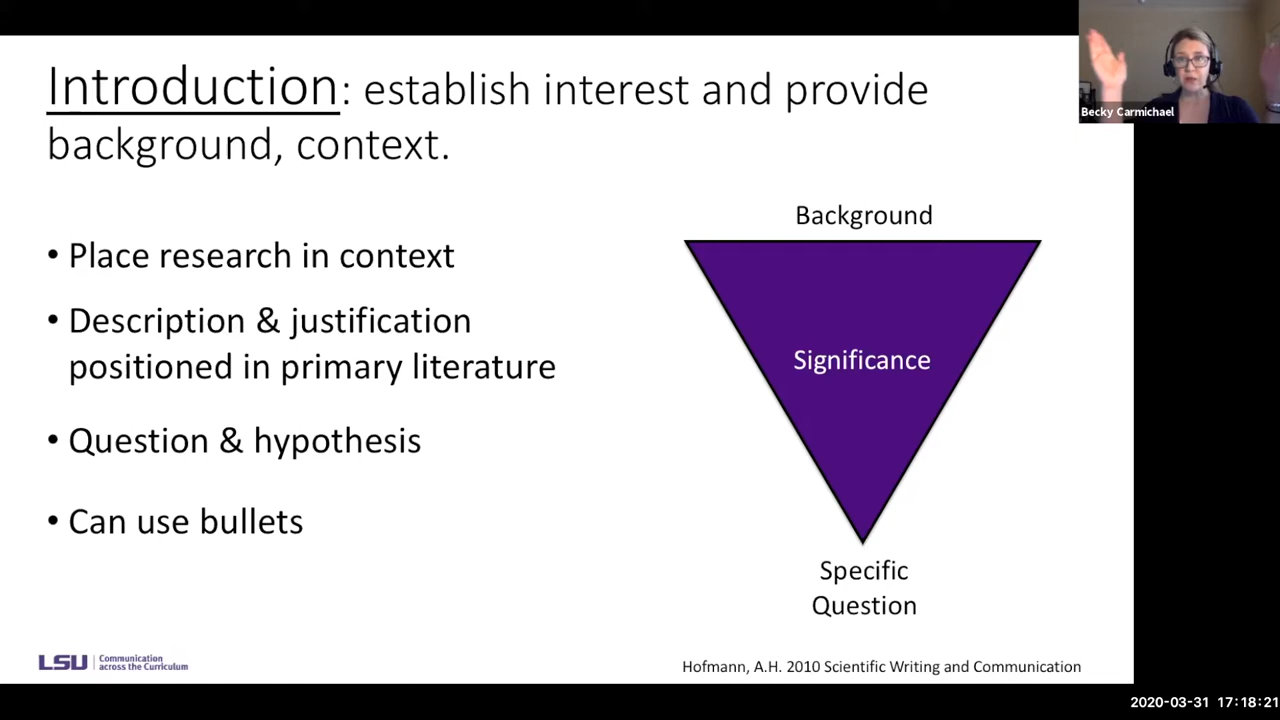 Introduction: establish interest and provide
background, context.
Becky Carmichael
• Place research in context
• Description & justification
positioned in primary literature
• Question & hypothesis
• Can use bullets
Background
Significance
Specific
Question
LSU
Communication
across the Curriculum
Hofmann, A.H. 2010 Scientific Writing and Communication
2020-03-31 17:18:21